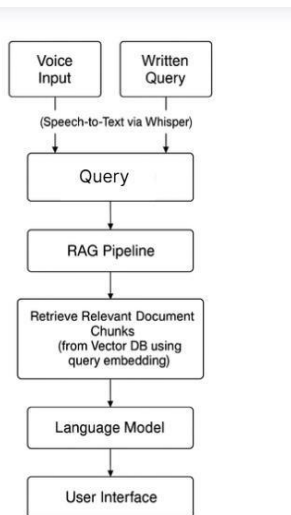 Voice
Input
Written
Query
(Speech-to-Text via Whisper)
Query
RAG Pipeline
Retrieve Relevant Document
Chunks
(from Vector DB using
query embedding)
Language Model
User Interface